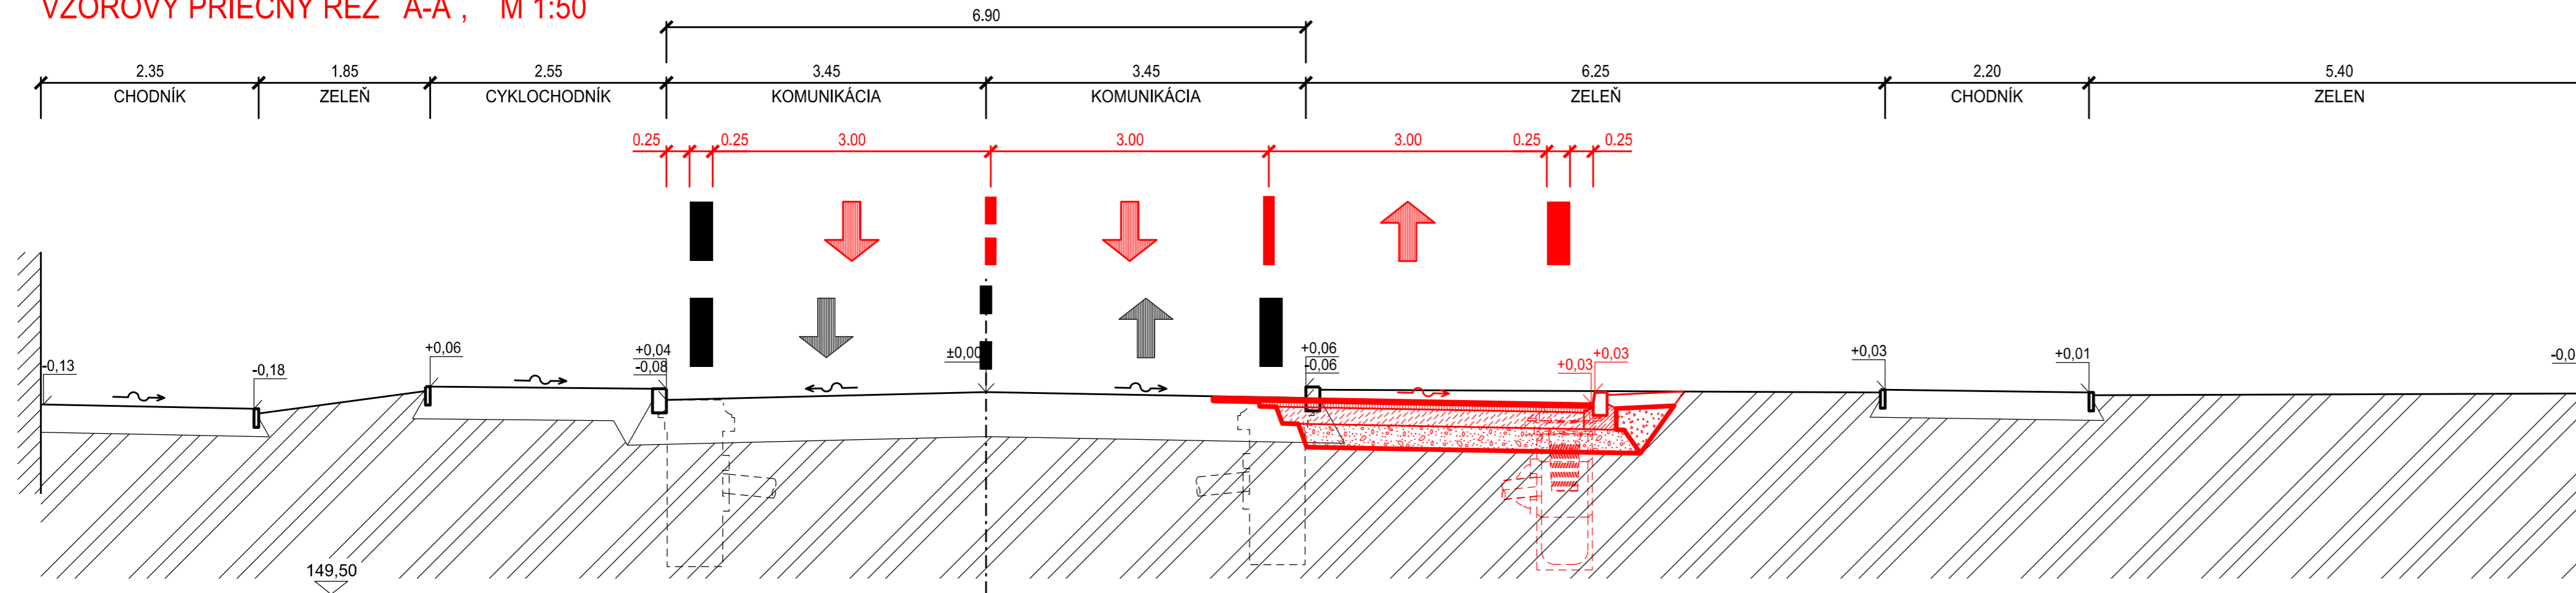 VZOROVÝ PRIEČNY REZ A-A , M 1:50
6.90
2.35 1.85 2.55 3.45 3.45 6.25 2.20 5.40
CHODNÍK ZELEŇ CYKLOCHODNÍK KOMUNIKÁCIA KOMUNIKÁCIA ZELEŇ CHODNÍK ZELEN
0.25 0.25 3.00 3.00 3.00 0.25 0.25
+0,06 +0,04 ±0,00 +0,06 +0,03 +0,03 +0,01
-0,13 -0,18 -0,08 -0,06 +0,03
149,50